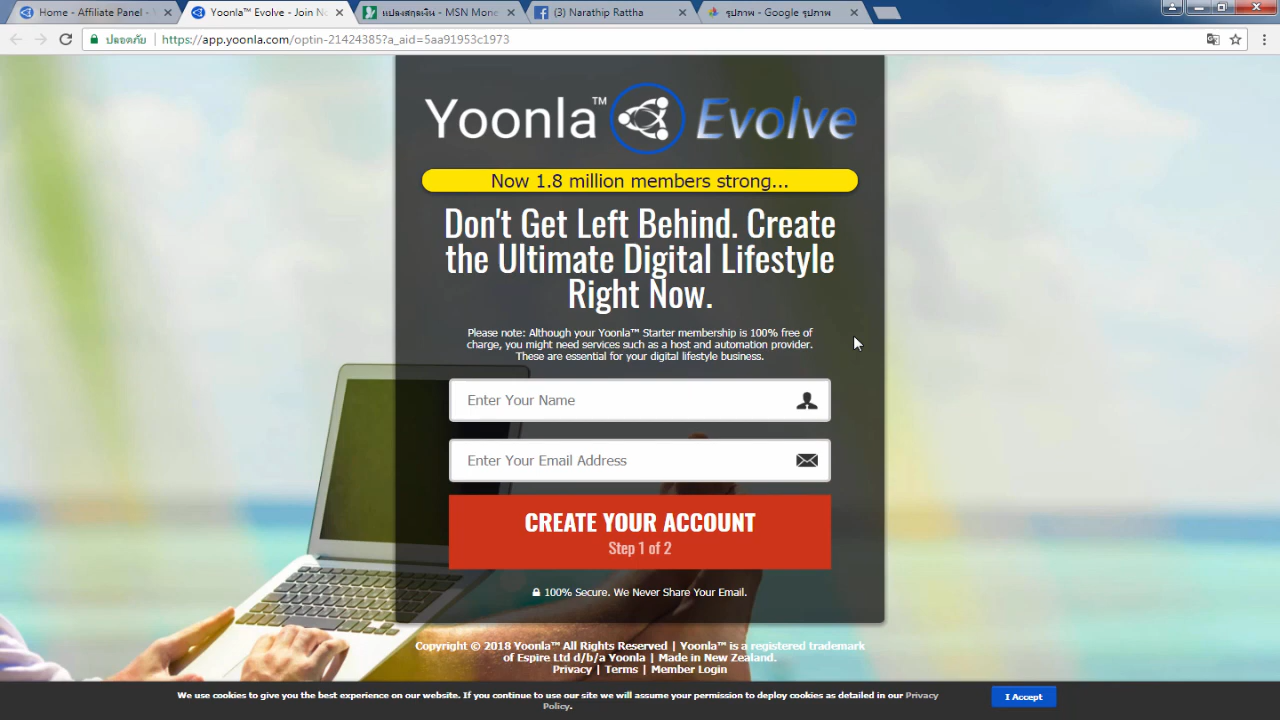 Home - Affiliate Panel -
Yoonla™ Evolve - Join N
แปลงสกุลเงิน - MSN Mone
(3) Narathip Rattha
รูปภาพ - Google รูปภาพ
ปลอดภัย
https://app.yoonla.com/optin-21424385?a_aid=5aa91953c1973
Yoonla™ Evolve
Now 1.8 million members strong...
Don't Get Left Behind. Create
the Ultimate Digital Lifestyle
Right Now.
Please note: Although your Yoonla™ Starter membership is 100% free of
charge, you might need services such as a host and automation provider.
These are essential for your digital lifestyle business.
Enter Your Name
Enter Your Email Address
CREATE YOUR ACCOUNT
Step 1 of 2
100% Secure. We Never Share Your Email.
Copyright © 2018 Yoonla™ All Rights Reserved | Yoonla™ is a registered trademark
of Espire Ltd d/b/a Yoonla | Made in New Zealand.
Privacy | Terms | Member Login
We use cookies to give you the best experience on our website. If you continue to use our site we will assume your permission to deploy cookies as detailed in our Privacy
Policy.
I Accept